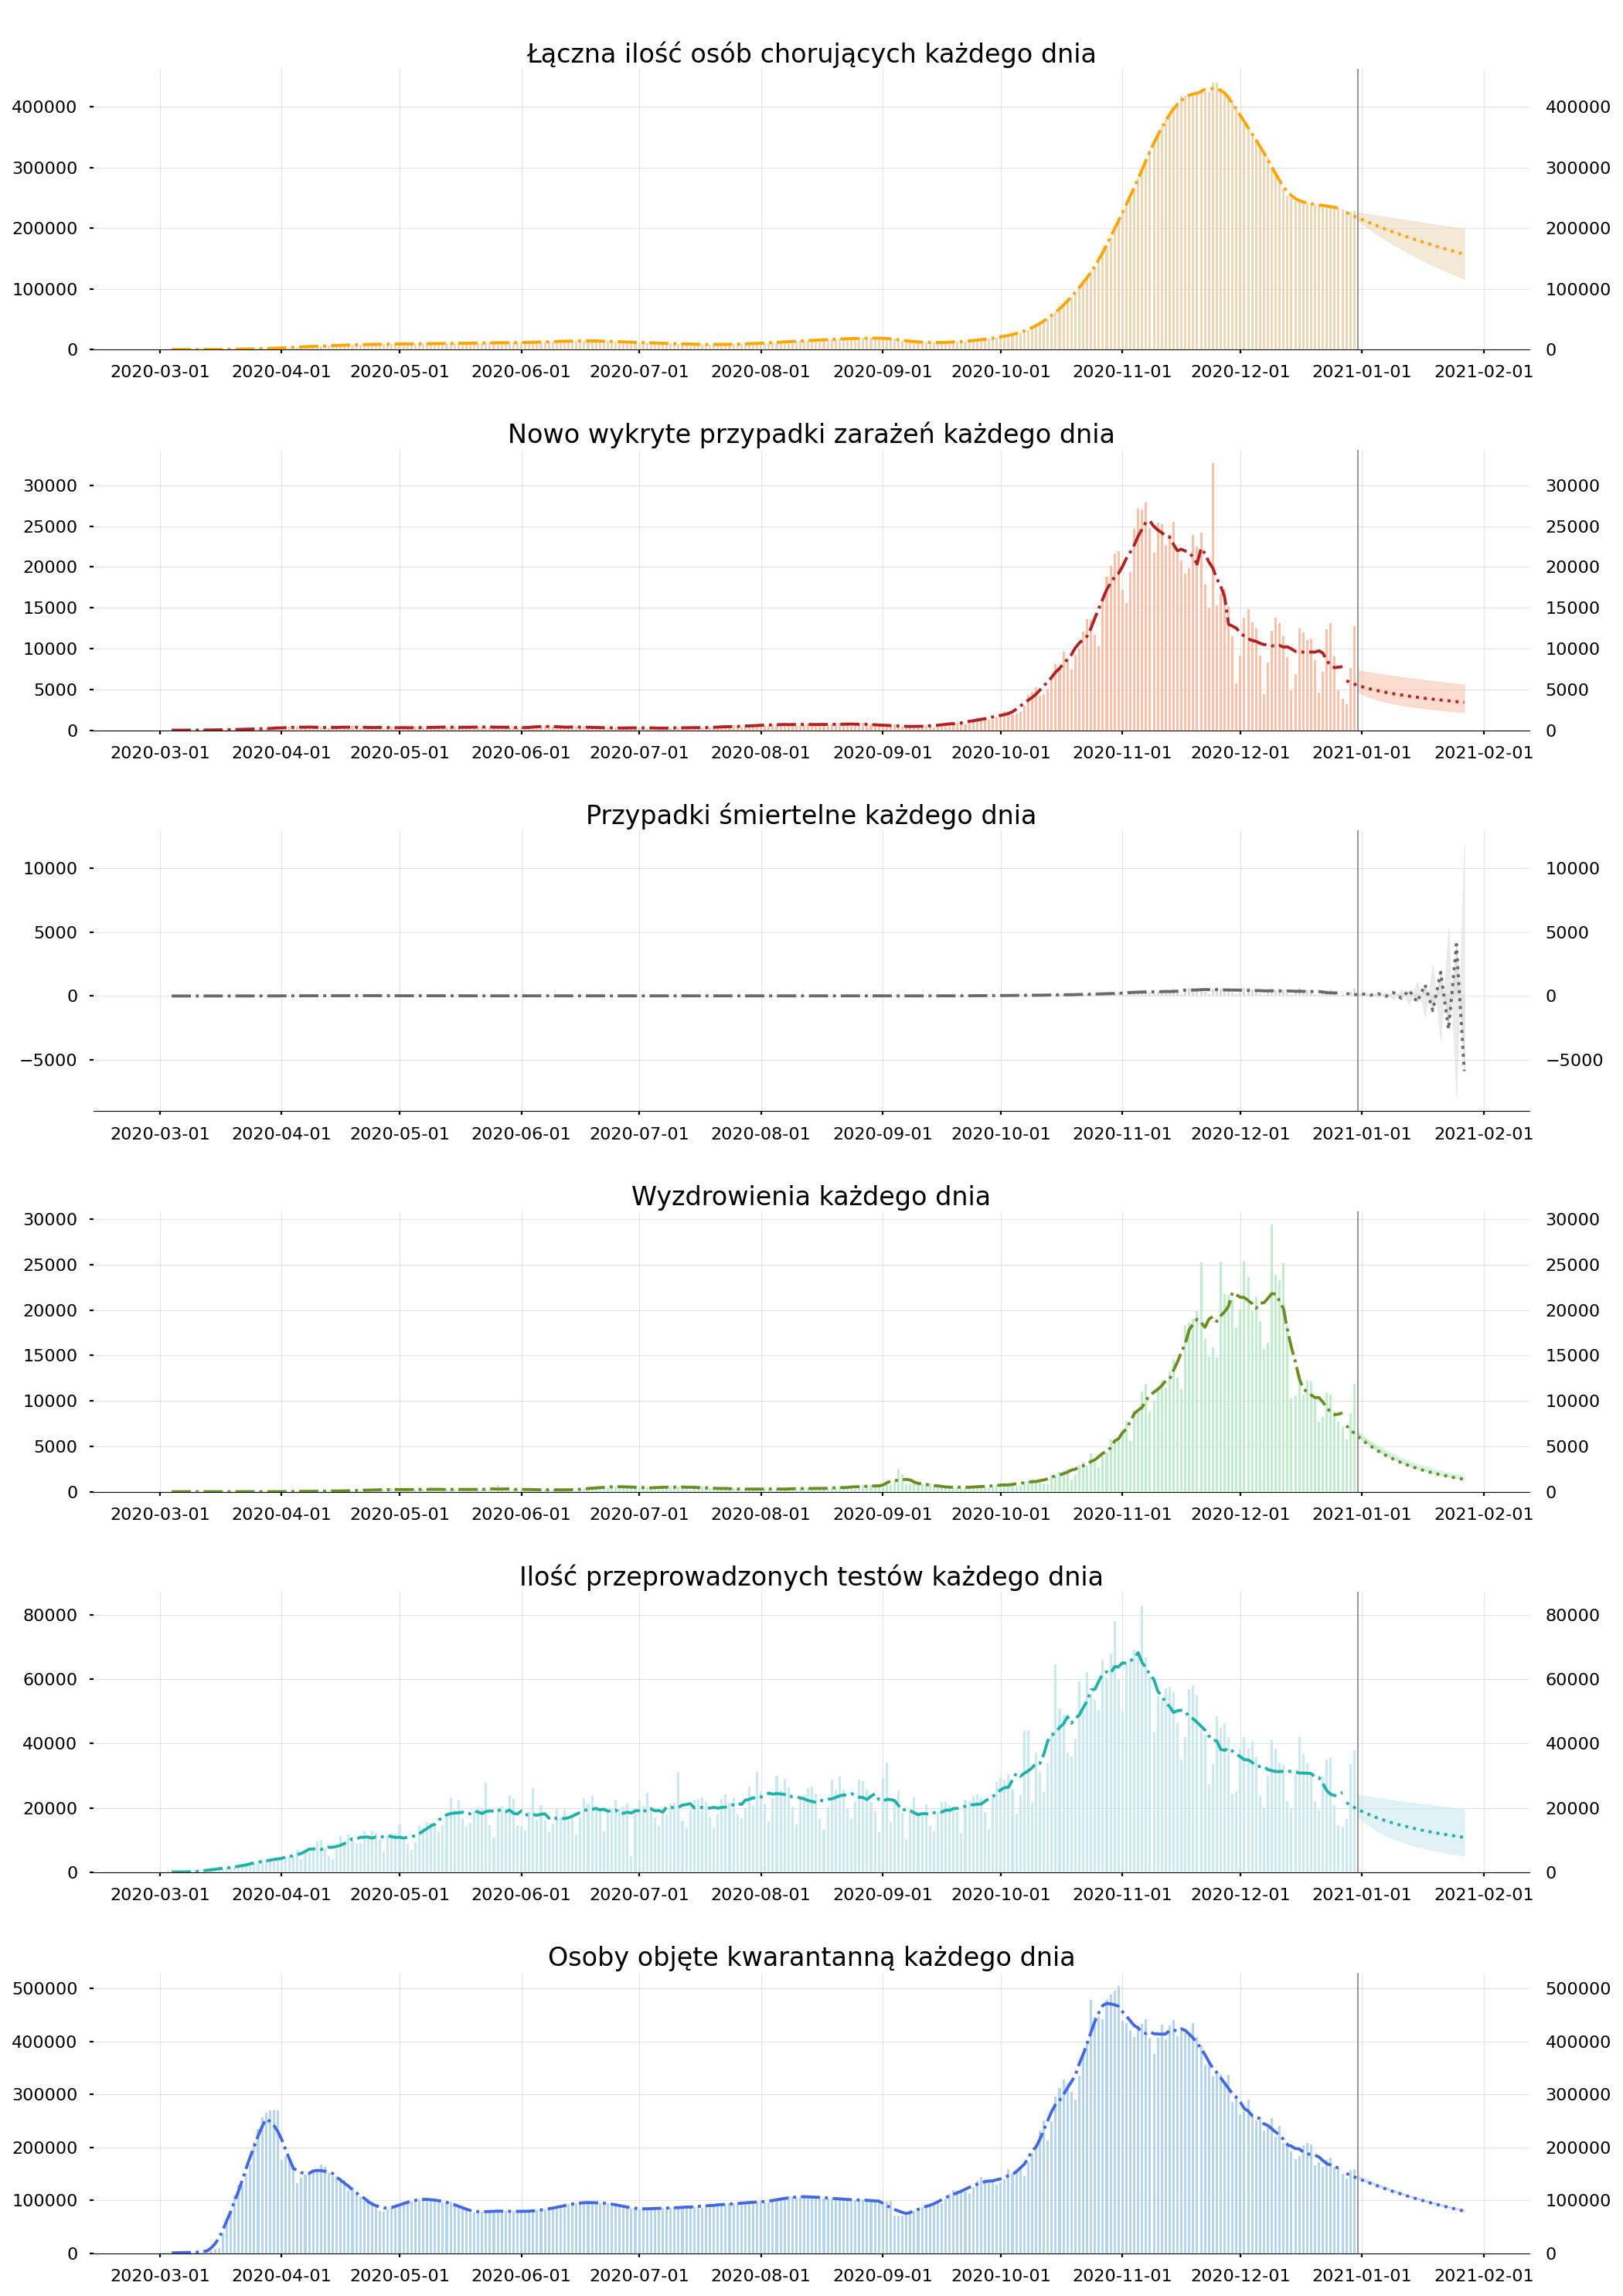 Łączna ilość osób chorujących każdego dnia
400000 400000
300000 300000
200000 200000
100000 100000
0 0
2020-03-01 2020-04-01 2020-05-01 2020-06-01 2020-07-01 2020-08-01 2020-09-01 2020-10-01 2020-11-01 2020-12-01 2021-01-01 2021-02-01
Nowo wykryte przypadki zarażeń każdego dnia
30000 30000
25000 25000
20000 20000
15000 15000
10000 10000
5000 5000
0 0
2020-03-01 2020-04-01 2020-05-01 2020-06-01 2020-07-01 2020-08-01 2020-09-01 2020-10-01 2020-11-01 2020-12-01 2021-01-01 2021-02-01
Przypadki śmiertelne każdego dnia
10000 10000
5000 5000
0 0
−5000 −5000
2020-03-01 2020-04-01 2020-05-01 2020-06-01 2020-07-01 2020-08-01 2020-09-01 2020-10-01 2020-11-01 2020-12-01 2021-01-01 2021-02-01
Wyzdrowienia każdego dnia
30000 30000
25000 25000
20000 20000
15000 15000
10000 10000
5000 5000
0 0
2020-03-01 2020-04-01 2020-05-01 2020-06-01 2020-07-01 2020-08-01 2020-09-01 2020-10-01 2020-11-01 2020-12-01 2021-01-01 2021-02-01
Ilość przeprowadzonych testów każdego dnia
80000 80000
60000 60000
40000 40000
20000 20000
0 0
2020-03-01 2020-04-01 2020-05-01 2020-06-01 2020-07-01 2020-08-01 2020-09-01 2020-10-01 2020-11-01 2020-12-01 2021-01-01 2021-02-01
Osoby objęte kwarantanną każdego dnia
500000 500000
400000 400000
300000 300000
200000 200000
100000 100000
0 0
2020-03-01 2020-04-01 2020-05-01 2020-06-01 2020-07-01 2020-08-01 2020-09-01 2020-10-01 2020-11-01 2020-12-01 2021-01-01 2021-02-01